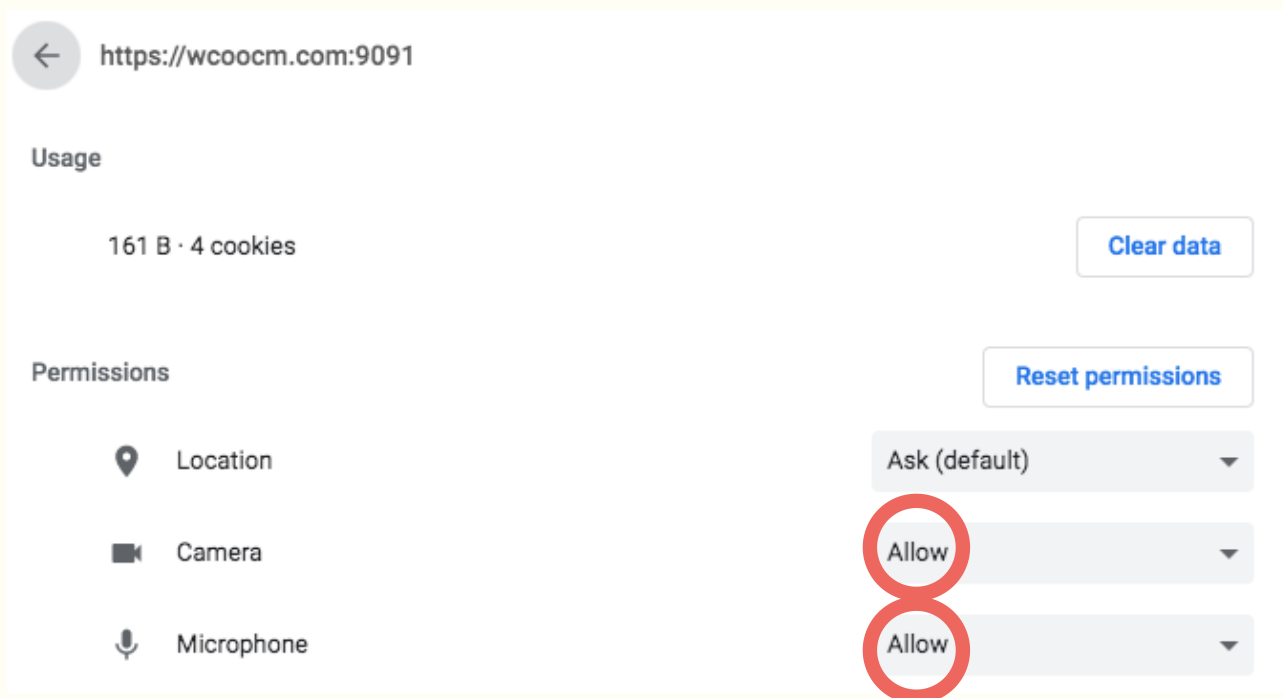 https://wcoocm.com:9091
Usage
161 B · 4 cookies
Clear data
Permissions
Reset permissions
Location
Ask (default)
Camera
Allow
Microphone
Allow